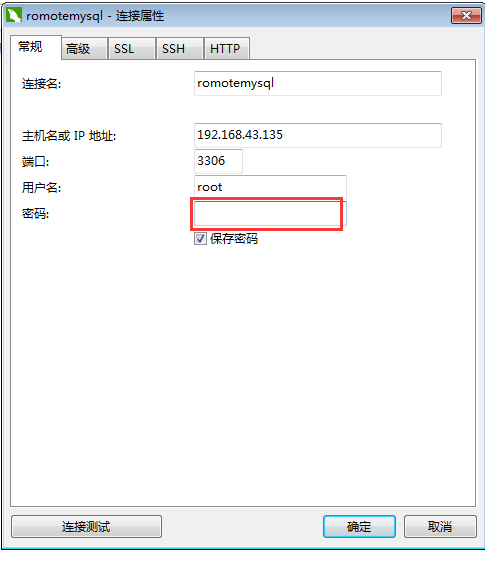 romotemysql - 连接属性
常规 高级 SSL SSH HTTP
连接名: romotemysql
主机名或 IP 地址: 192.168.43.135
端口: 3306
用户名: root
密码:
保存密码
连接测试 确定 取消